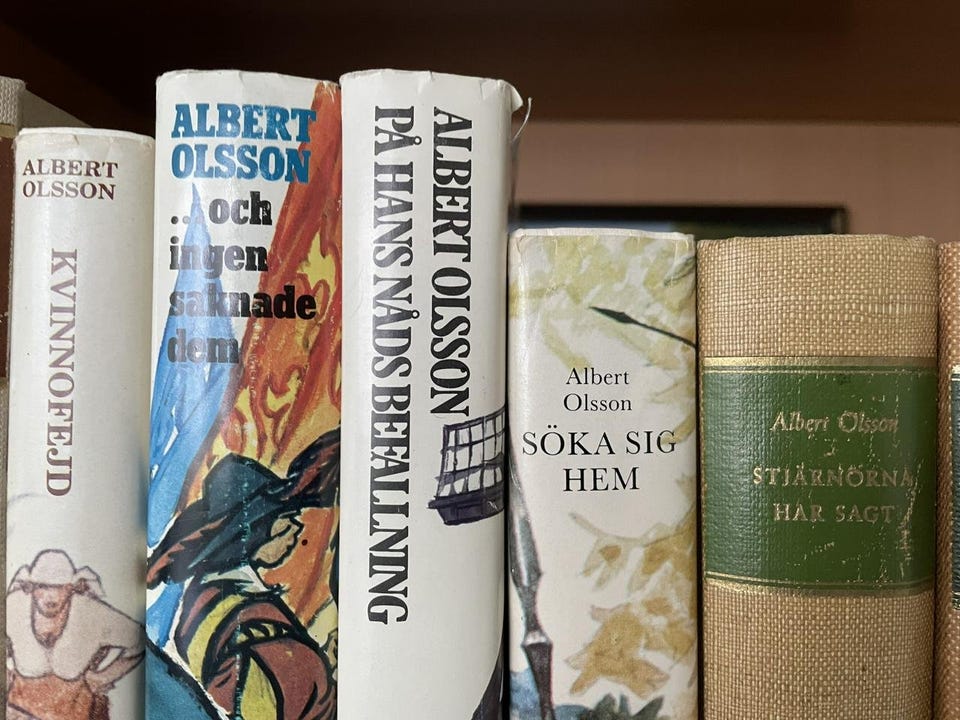 ALBERT
OLSSON
KVINNOFEJD
ALBERT
OLSSON
...och
ingen
saknade
dem
ALBERT OLSSON
PÅ HANS NÅDS BEFALLNING
Albert
Olsson
SÖKA SIG
HEM
Albert Olsson
STJÄRNÖRNA
HAR SAGT